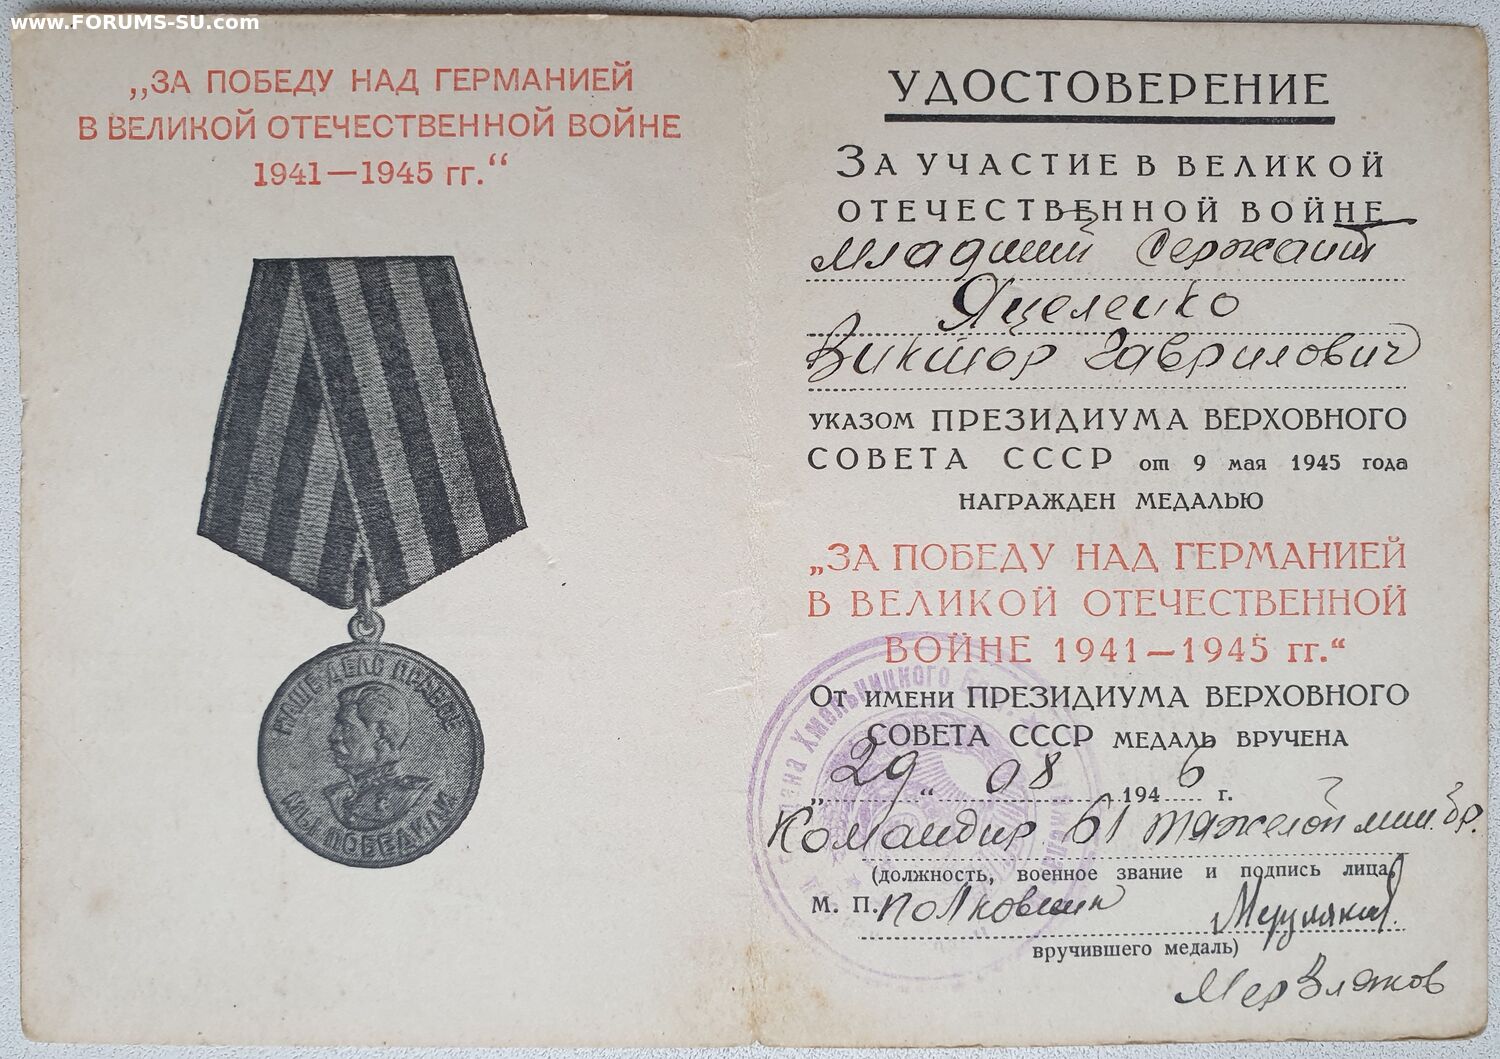 www.FORUMS-SU.com
„ЗА ПОБЕДУ НАД ГЕРМАНИЕЙ
В ВЕЛИКОЙ ОТЕЧЕСТВЕННОЙ ВОЙНЕ
1941—1945 гг.“
НАШЕ ДЕЛО ПРАВОЕ
МЫ ПОБЕДИЛИ
УДОСТОВЕРЕНИЕ
ЗА УЧАСТИЕ В ВЕЛИКОЙ
ОТЕЧЕСТВЕННОЙ ВОЙНЕ
Младший Сержант
Яцеленко
Виктор Гаврилович
УКАЗОМ ПРЕЗИДИУМА ВЕРХОВНОГО
СОВЕТА СССР от 9 мая 1945 года
НАГРАЖДЕН МЕДАЛЬЮ
„ЗА ПОБЕДУ НАД ГЕРМАНИЕЙ
В ВЕЛИКОЙ ОТЕЧЕСТВЕННОЙ
ВОЙНЕ 1941—1945 гг.“
ОТ ИМЕНИ ПРЕЗИДИУМА ВЕРХОВНОГО
СОВЕТА СССР МЕДАЛЬ ВРУЧЕНА
„29“ 08 1946 г.
Командир 61 тяжелой мин. бр.
(должность, военное звание и подпись лица,
М. П. полковник
вручившего медаль)
Мерзляков
Хмельницкого